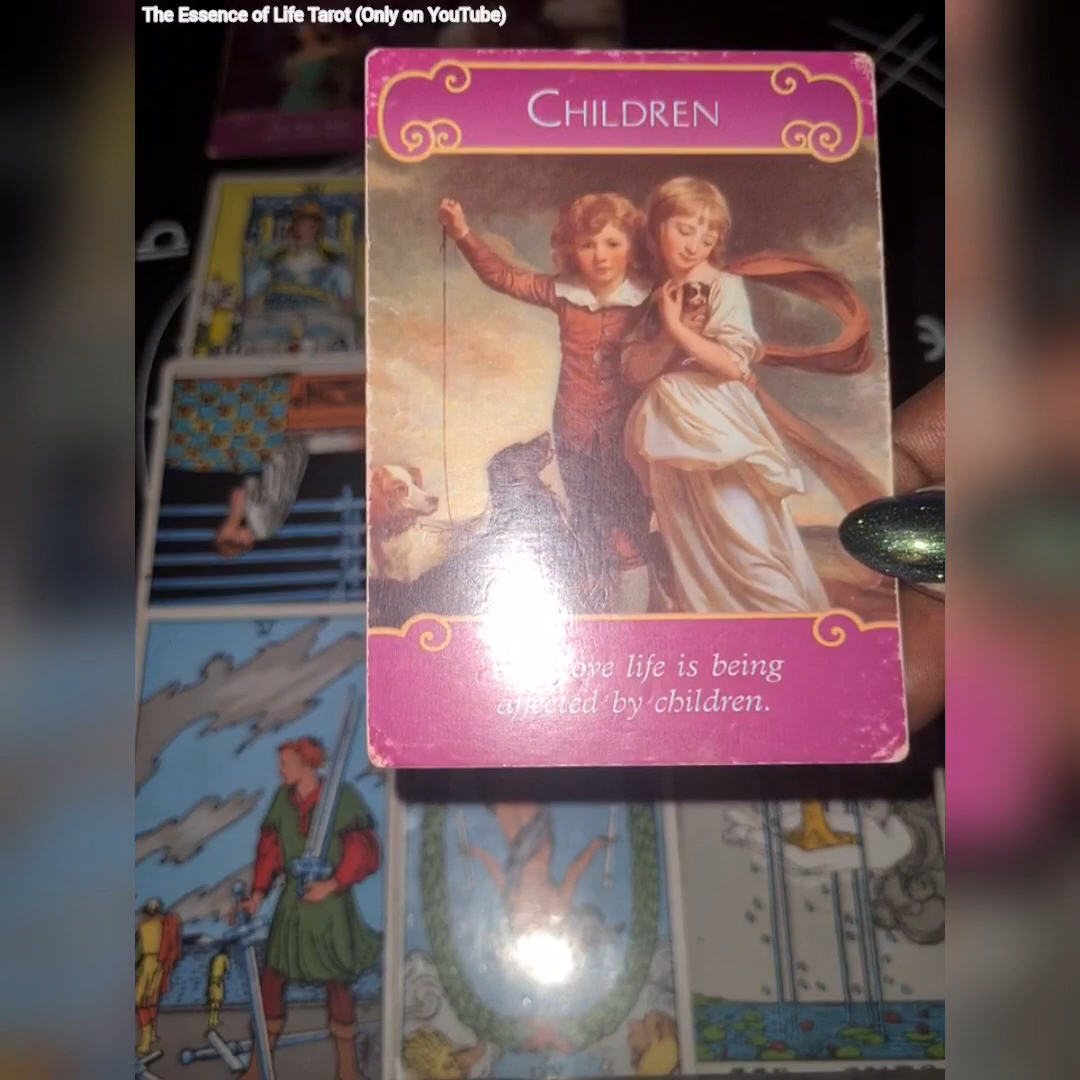 The Essence of Life Tarot (Only on YouTube)
CHILDREN
love life is being
affected by children.
V